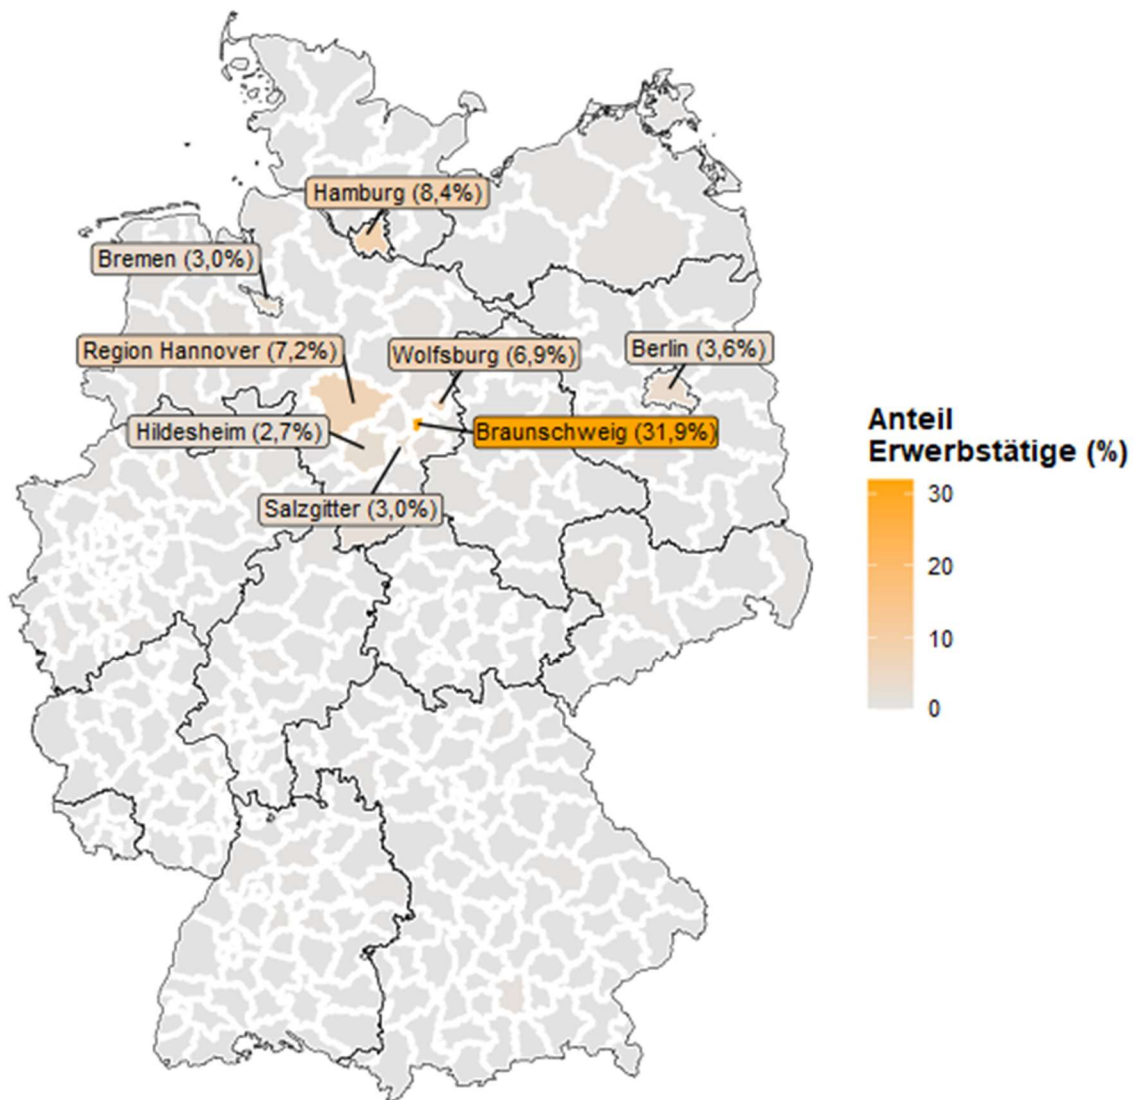 Hamburg (8,4%)
Bremen (3,0%)
Region Hannover (7,2%)
Wolfsburg (6,9%)
Berlin (3,6%)
Hildesheim (2,7%)
Braunschweig (31,9%)
Salzgitter (3,0%)
Anteil
Erwerbstätige (%)
30
20
10
0